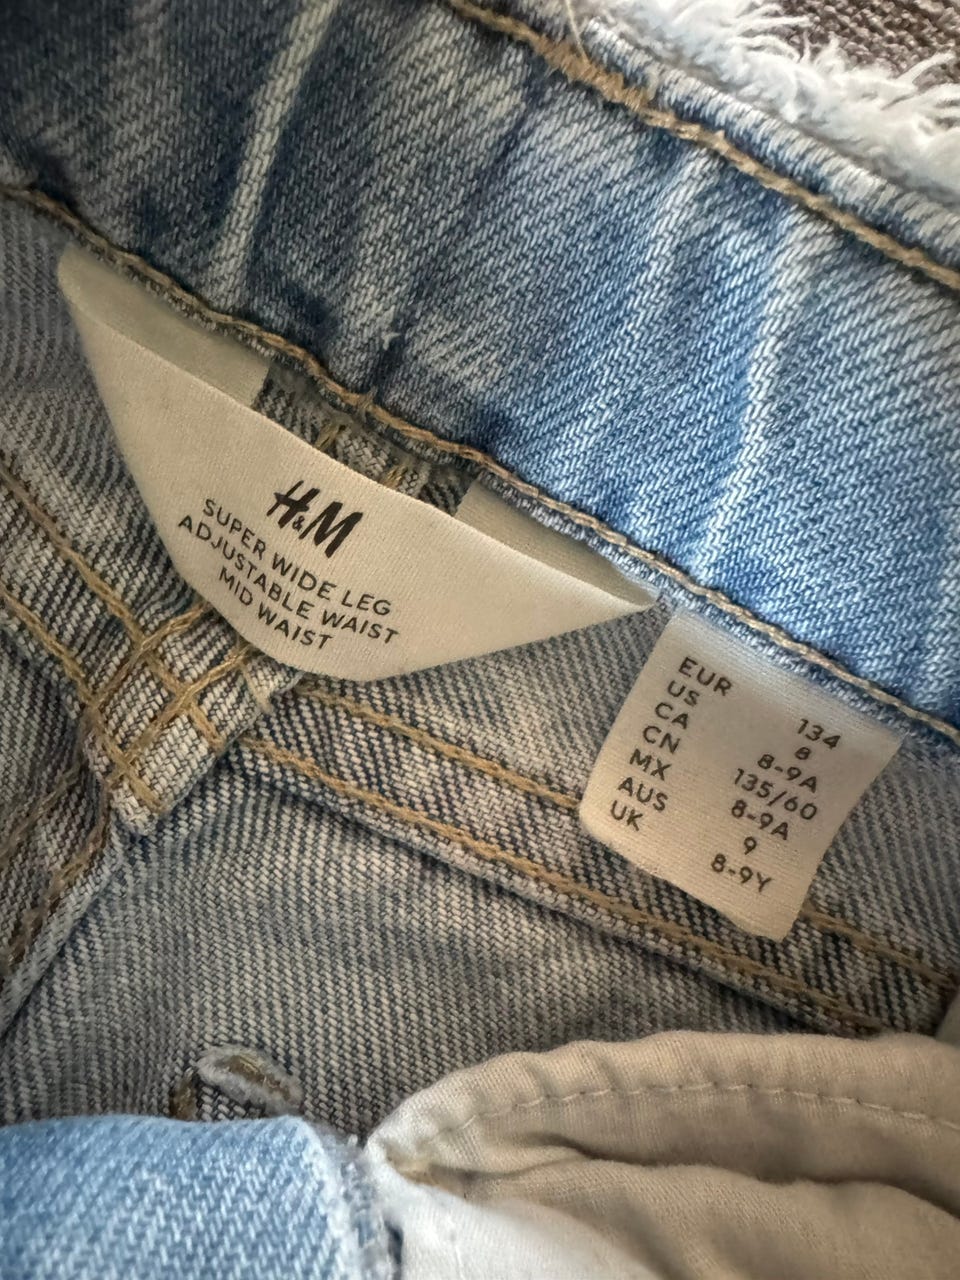 H&M
SUPER WIDE LEG
ADJUSTABLE WAIST
MID WAIST
EUR 134
US 8
CA 8-9A
CN 135/60
MX 8-9A
AUS 9
UK 8-9Y